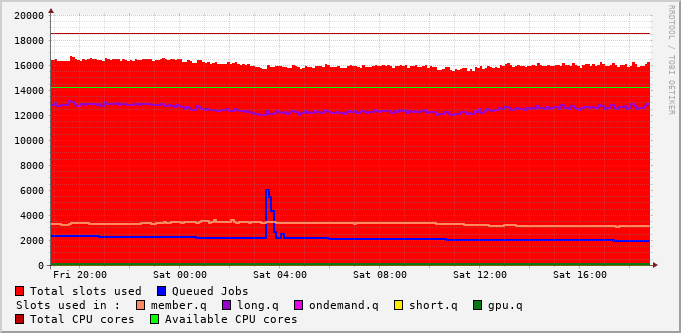 RRDTOOL / TOBI OETIKER
20000
18000
16000
14000
12000
10000
8000
6000
4000
2000
0
Fri 20:00 Sat 00:00 Sat 04:00 Sat 08:00 Sat 12:00 Sat 16:00
Total slots used Queued Jobs
Slots used in : member.q long.q ondemand.q short.q gpu.q
Total CPU cores Available CPU cores